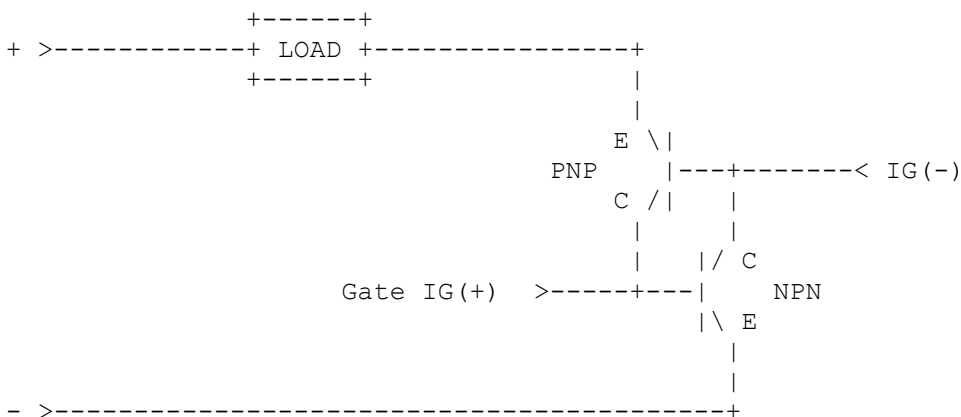 + > LOAD
E
PNP < IG(-)
C
C
Gate IG(+) > NPN
E
- >